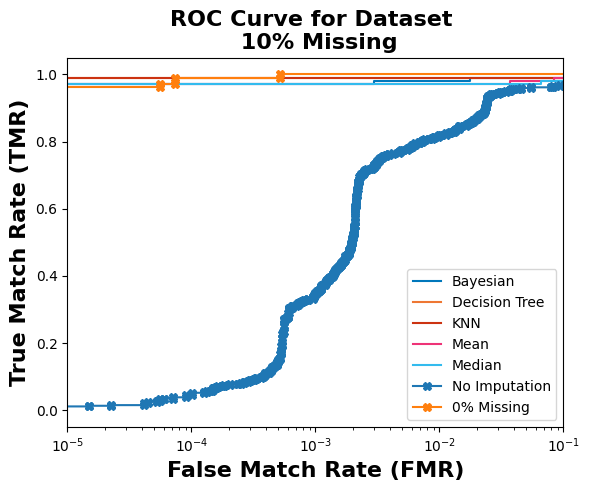 ROC Curve for Dataset
10% Missing
True Match Rate (TMR)
1.0
0.8
0.6
0.4
0.2
0.0
Bayesian
Decision Tree
KNN
Mean
Median
No Imputation
0% Missing
10⁻⁵
10⁻⁴
10⁻³
10⁻²
10⁻¹
False Match Rate (FMR)